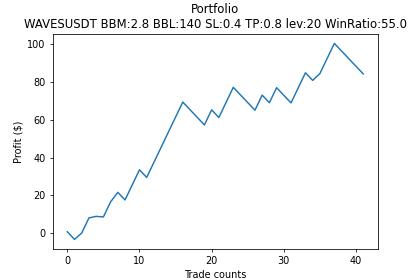 Portfolio
WAVESUSDT BBM:2.8 BBL:140 SL:0.4 TP:0.8 lev:20 WinRatio:55.0
100
80
60
40
20
0
Profit ($)
0 10 20 30 40
Trade counts